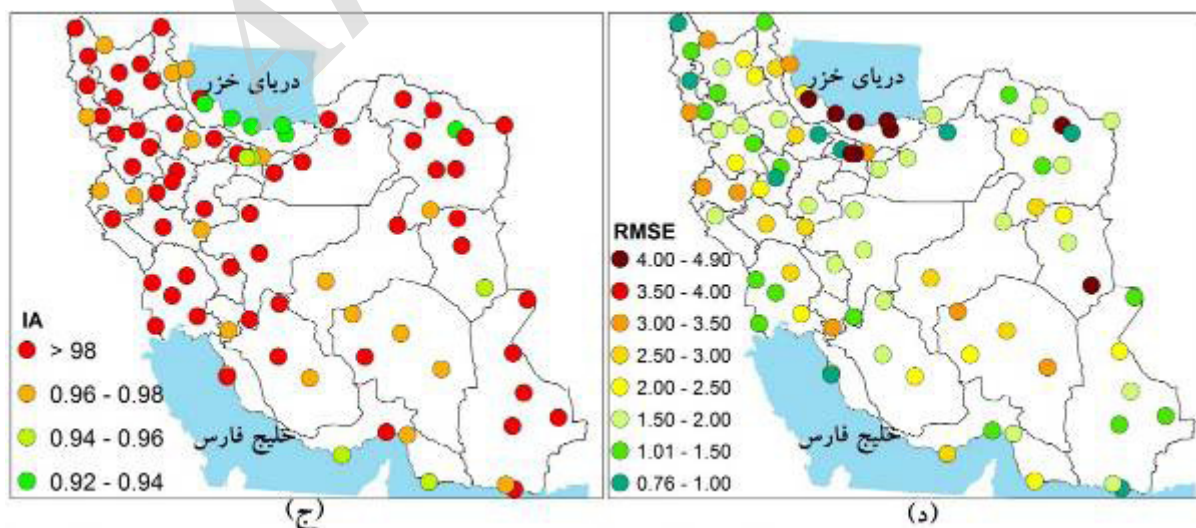 دریای خزر
IA
> 98
0.96 - 0.98
0.94 - 0.96
0.92 - 0.94
خلیج فارس
(ج)
دریای خزر
RMSE
4.00 - 4.90
3.50 - 4.00
3.00 - 3.50
2.50 - 3.00
2.00 - 2.50
1.50 - 2.00
1.01 - 1.50
0.76 - 1.00
خلیج فارس
(د)